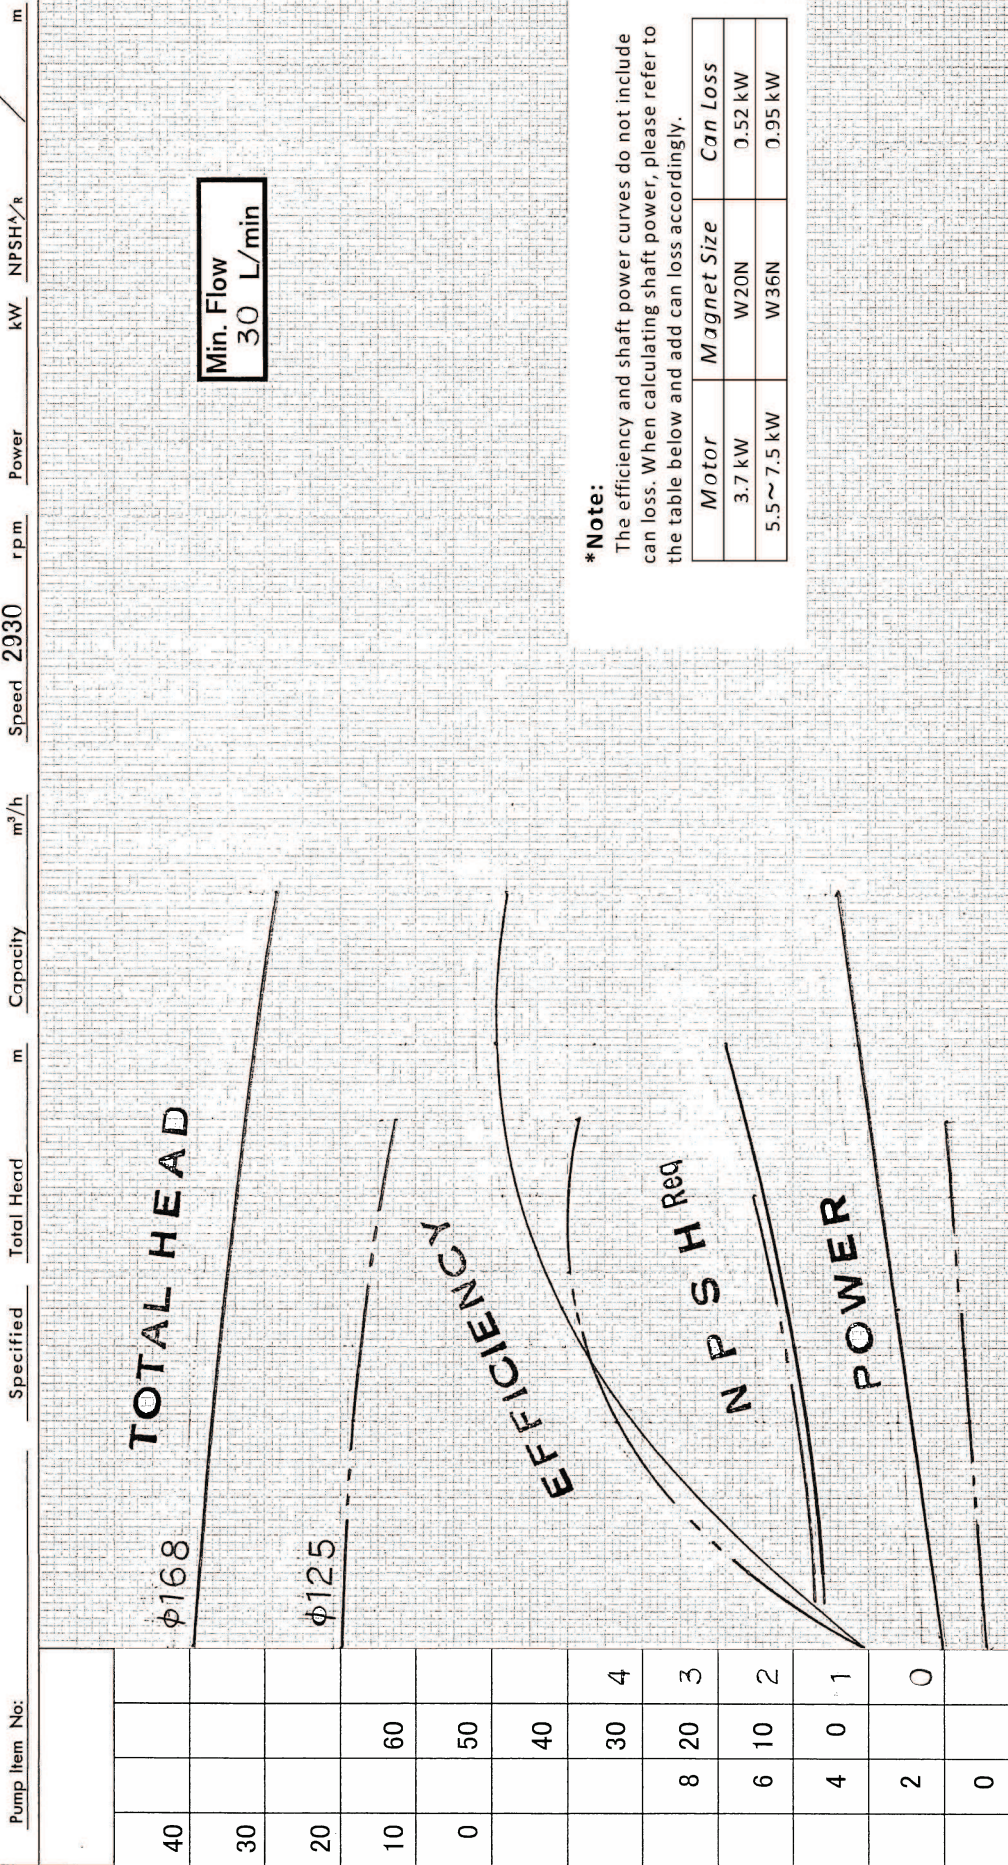 Pump Item No: Specified Total Head m Capacity m³/h Speed 2930 rpm Power kW NPSHA/R / m
TOTAL HEAD
φ168
φ125
Min. Flow
30 L/min
EFFICIENCY
NPSH Req
POWER
*Note:
The efficiency and shaft power curves do not include
can loss. When calculating shaft power, please refer to
the table below and add can loss accordingly.
Motor Magnet Size Can Loss
3.7 kW W20N 0.52 kW
5.5~7.5 kW W36N 0.95 kW
40
30
20
10 60
0 50
40
30 4
8 20 3
6 10 2
4 0 1
2 0
0